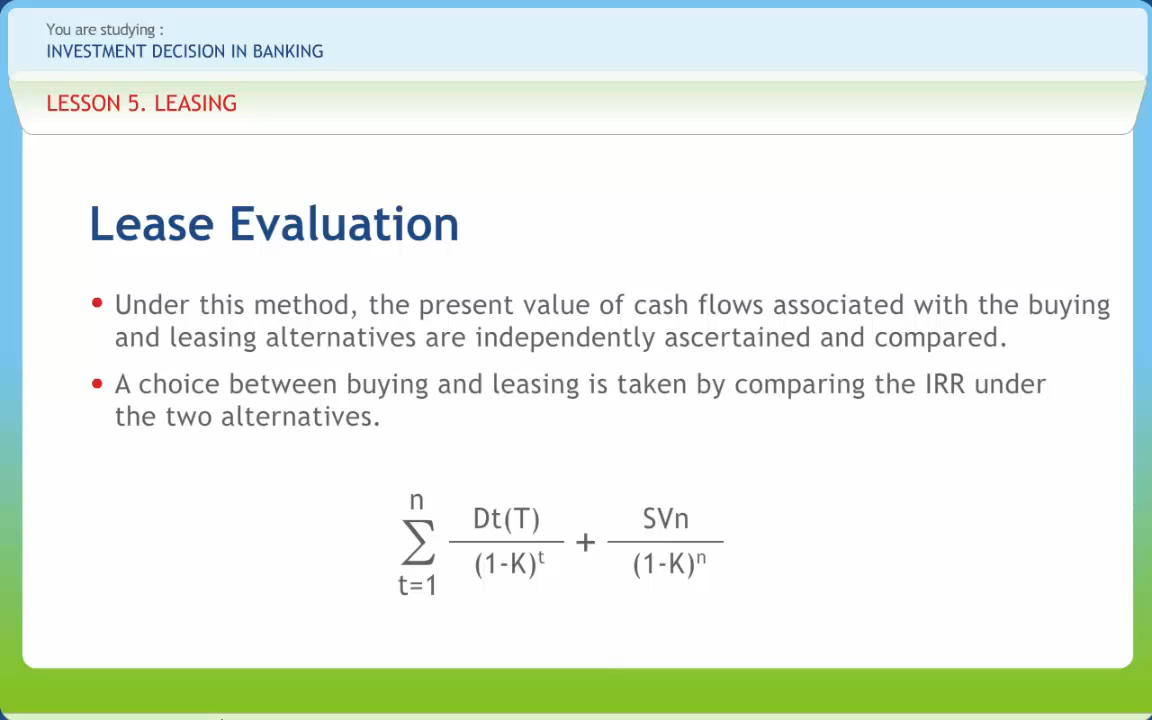 You are studying :
INVESTMENT DECISION IN BANKING
LESSON 5. LEASING
Lease Evaluation
• Under this method, the present value of cash flows associated with the buying
and leasing alternatives are independently ascertained and compared.
• A choice between buying and leasing is taken by comparing the IRR under
the two alternatives.
n
∑ Dt(T)/(1-K)^t + SVn/(1-K)^n
t=1